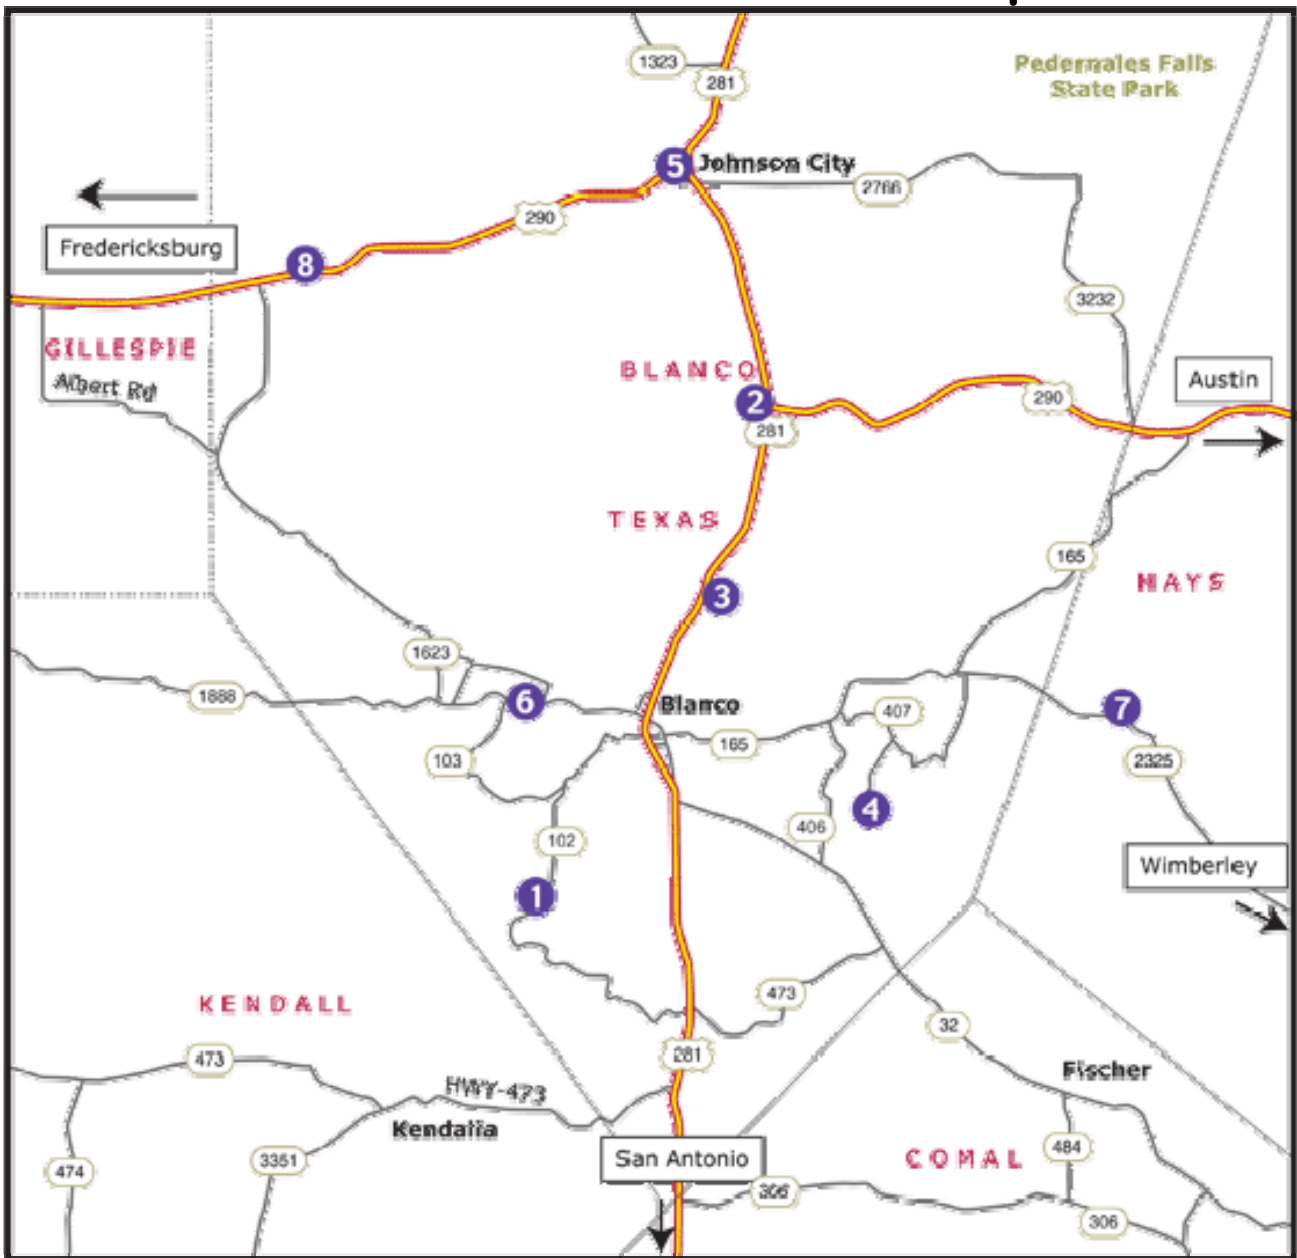 1323
281
Pedernales Falls
State Park
5
Johnson City
2766
290
Fredericksburg
8
3232
GILLESPIE
Albert Rd
BLANCO
Austin
2
290
281
TEXAS
165
HAYS
3
1623
1888
6
Blanco
407
7
103
165
2325
4
406
102
Wimberley
1
KENDALL
473
32
281
473
HWY-473
Fischer
Kendalia
San Antonio
COMAL
484
3351
474
306
306